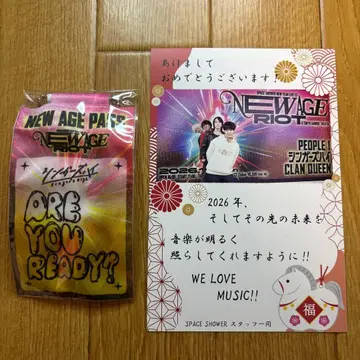 NEW AGE PASS
NEW AGE
シンガーズハイ
ARE
YOU
READY?
あけまして
おめでとうございます！
NEW AGE
RIOT
2026.1
PEOPLE 1
シンガーズハイ
CLAN QUEEN
2026年、
そしてその先の未来を
音楽が明るく
照らしてくれますように!!
WE LOVE
MUSIC!!
福
SPACE SHOWER スタッフ一同